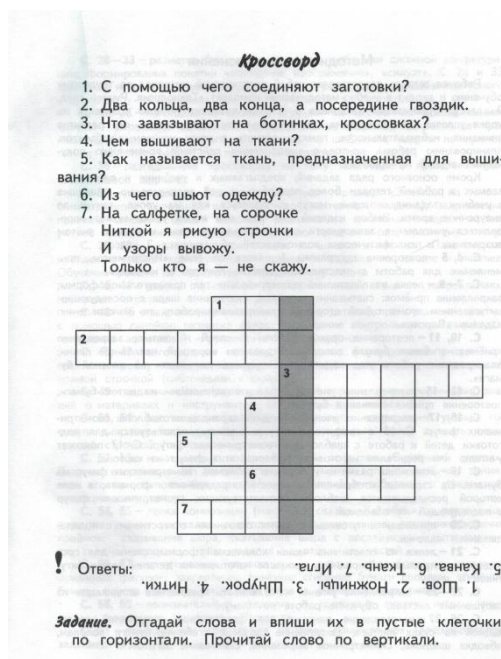 Кроссворд
1. С помощью чего соединяют заготовки?
2. Два кольца, два конца, а посередине гвоздик.
3. Что завязывают на ботинках, кроссовках?
4. Чем вышивают на ткани?
5. Как называется ткань, предназначенная для выши-
вания?
6. Из чего шьют одежду?
7. На салфетке, на сорочке
Ниткой я рисую строчки
И узоры вывожу.
Только кто я — не скажу.
1
2
3
4
5
6
7
! Ответы:
1. Шов. 2. Ножницы. 3. Шнурок. 4. Нитки.
5. Канва. 6. Ткань. 7. Игла.
Задание. Отгадай слова и впиши их в пустые клеточки
по горизонтали. Прочитай слово по вертикали.